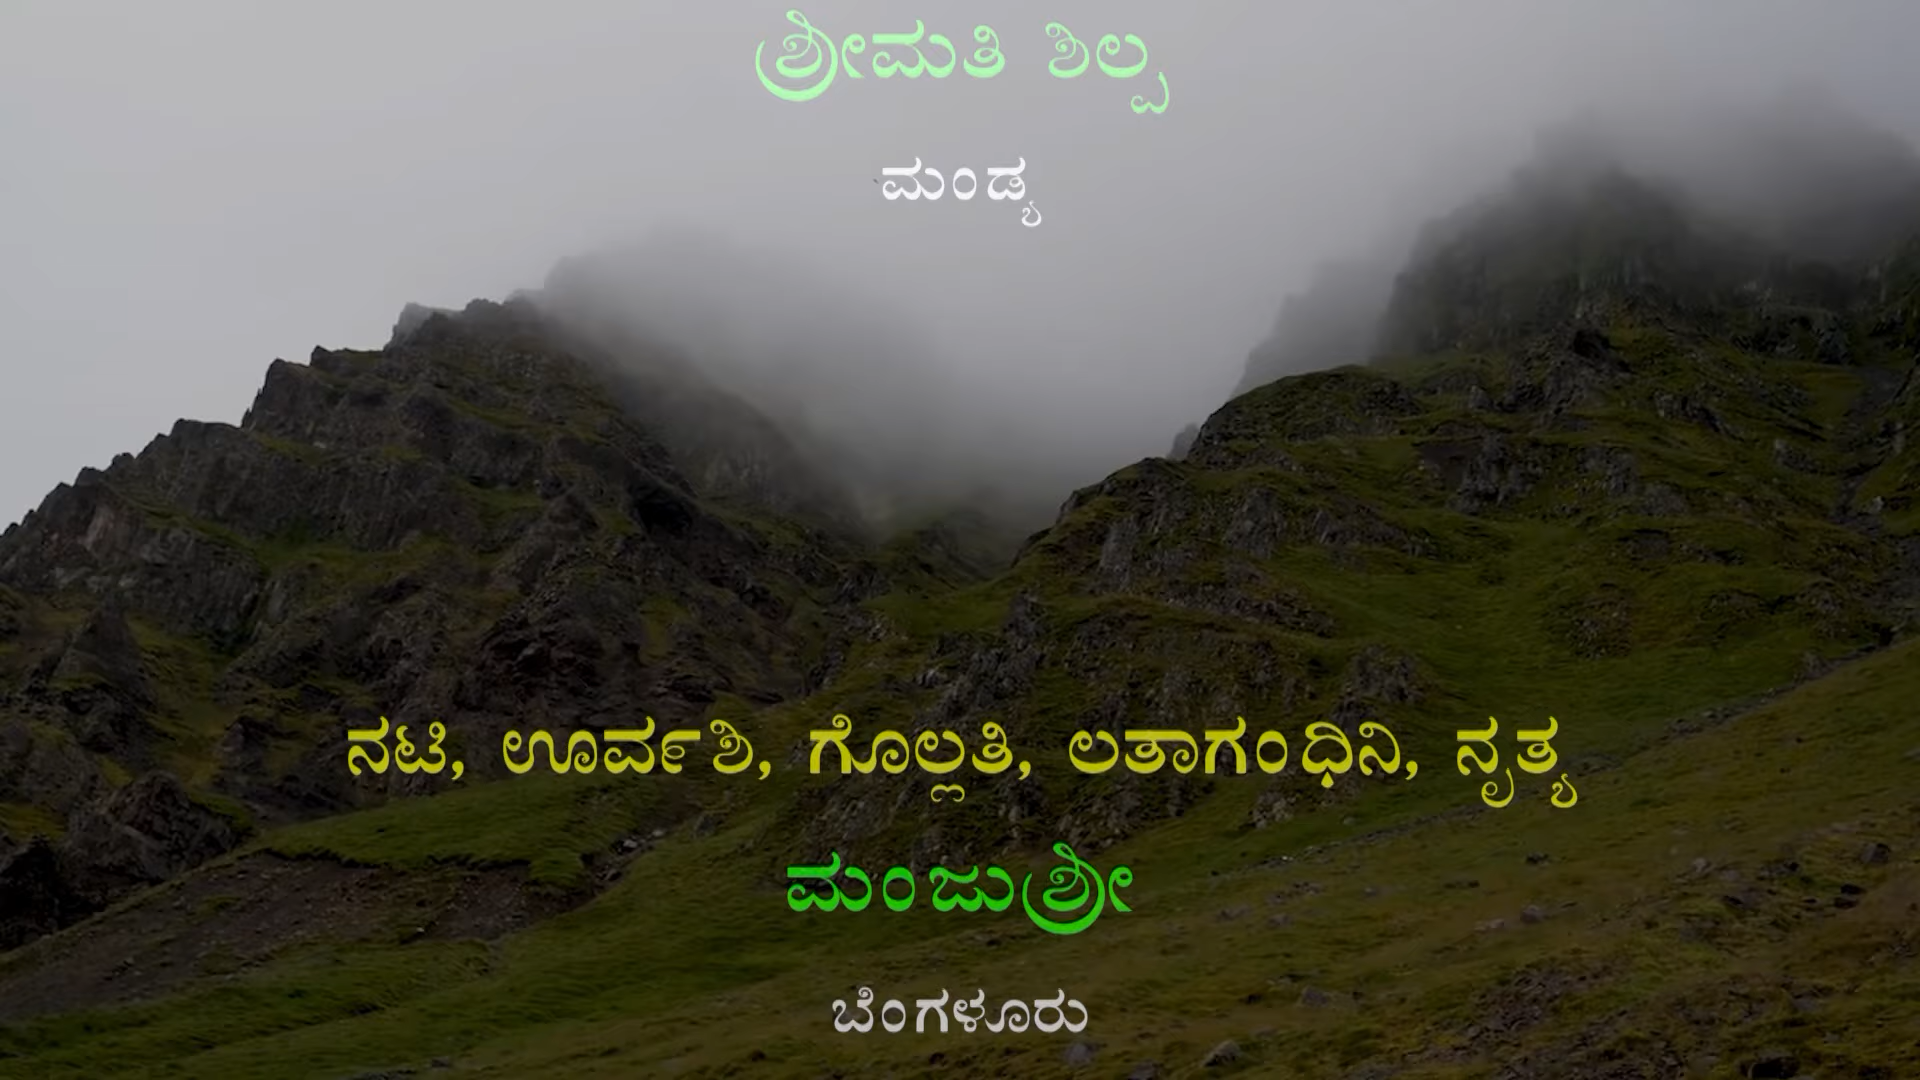 ಶ್ರೀಮತಿ ಶಿಲ್ಪ
ಮಂಡ್ಯ
ನಟಿ, ಊರ್ವಶಿ, ಗೊಲ್ಲತಿ, ಲತಾಗಂಧಿನಿ, ನೃತ್ಯ
ಮಂಜುಶ್ರೀ
ಬೆಂಗಳೂರು